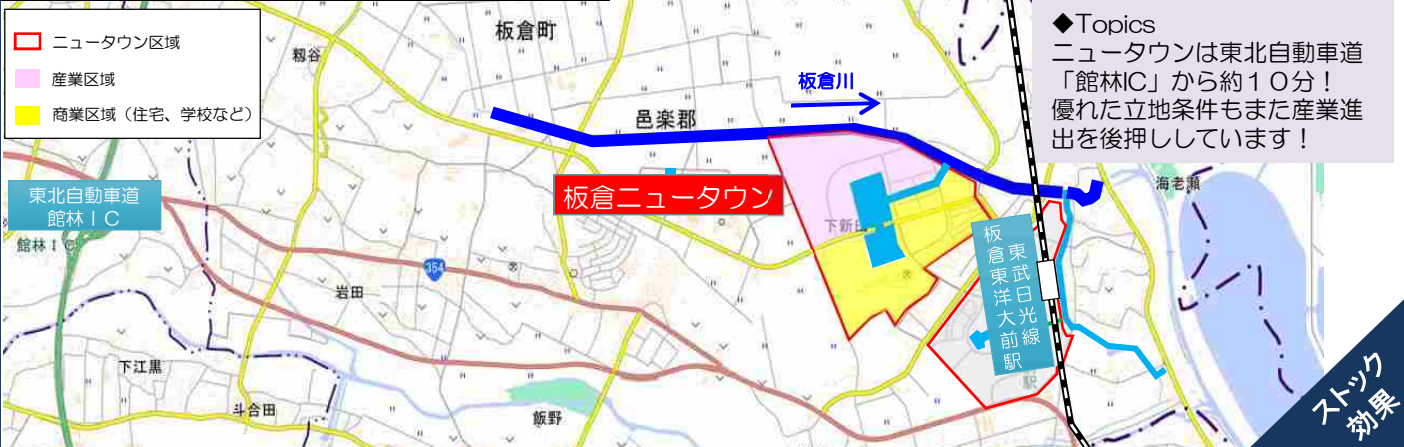 ニュータウン区域
産業区域
商業区域（住宅、学校など）
板倉町
籾谷
邑楽郡
板倉川
◆Topics
ニュータウンは東北自動車道
「館林IC」から約１０分！
優れた立地条件もまた産業進
出を後押ししています！
海老瀬
東北自動車道
館林ＩＣ
館林ＩＣ
板倉ニュータウン
下新田
東武日光線
板倉東洋大前駅
354
岩田
下江黒
斗合田
飯野
ストック
効果